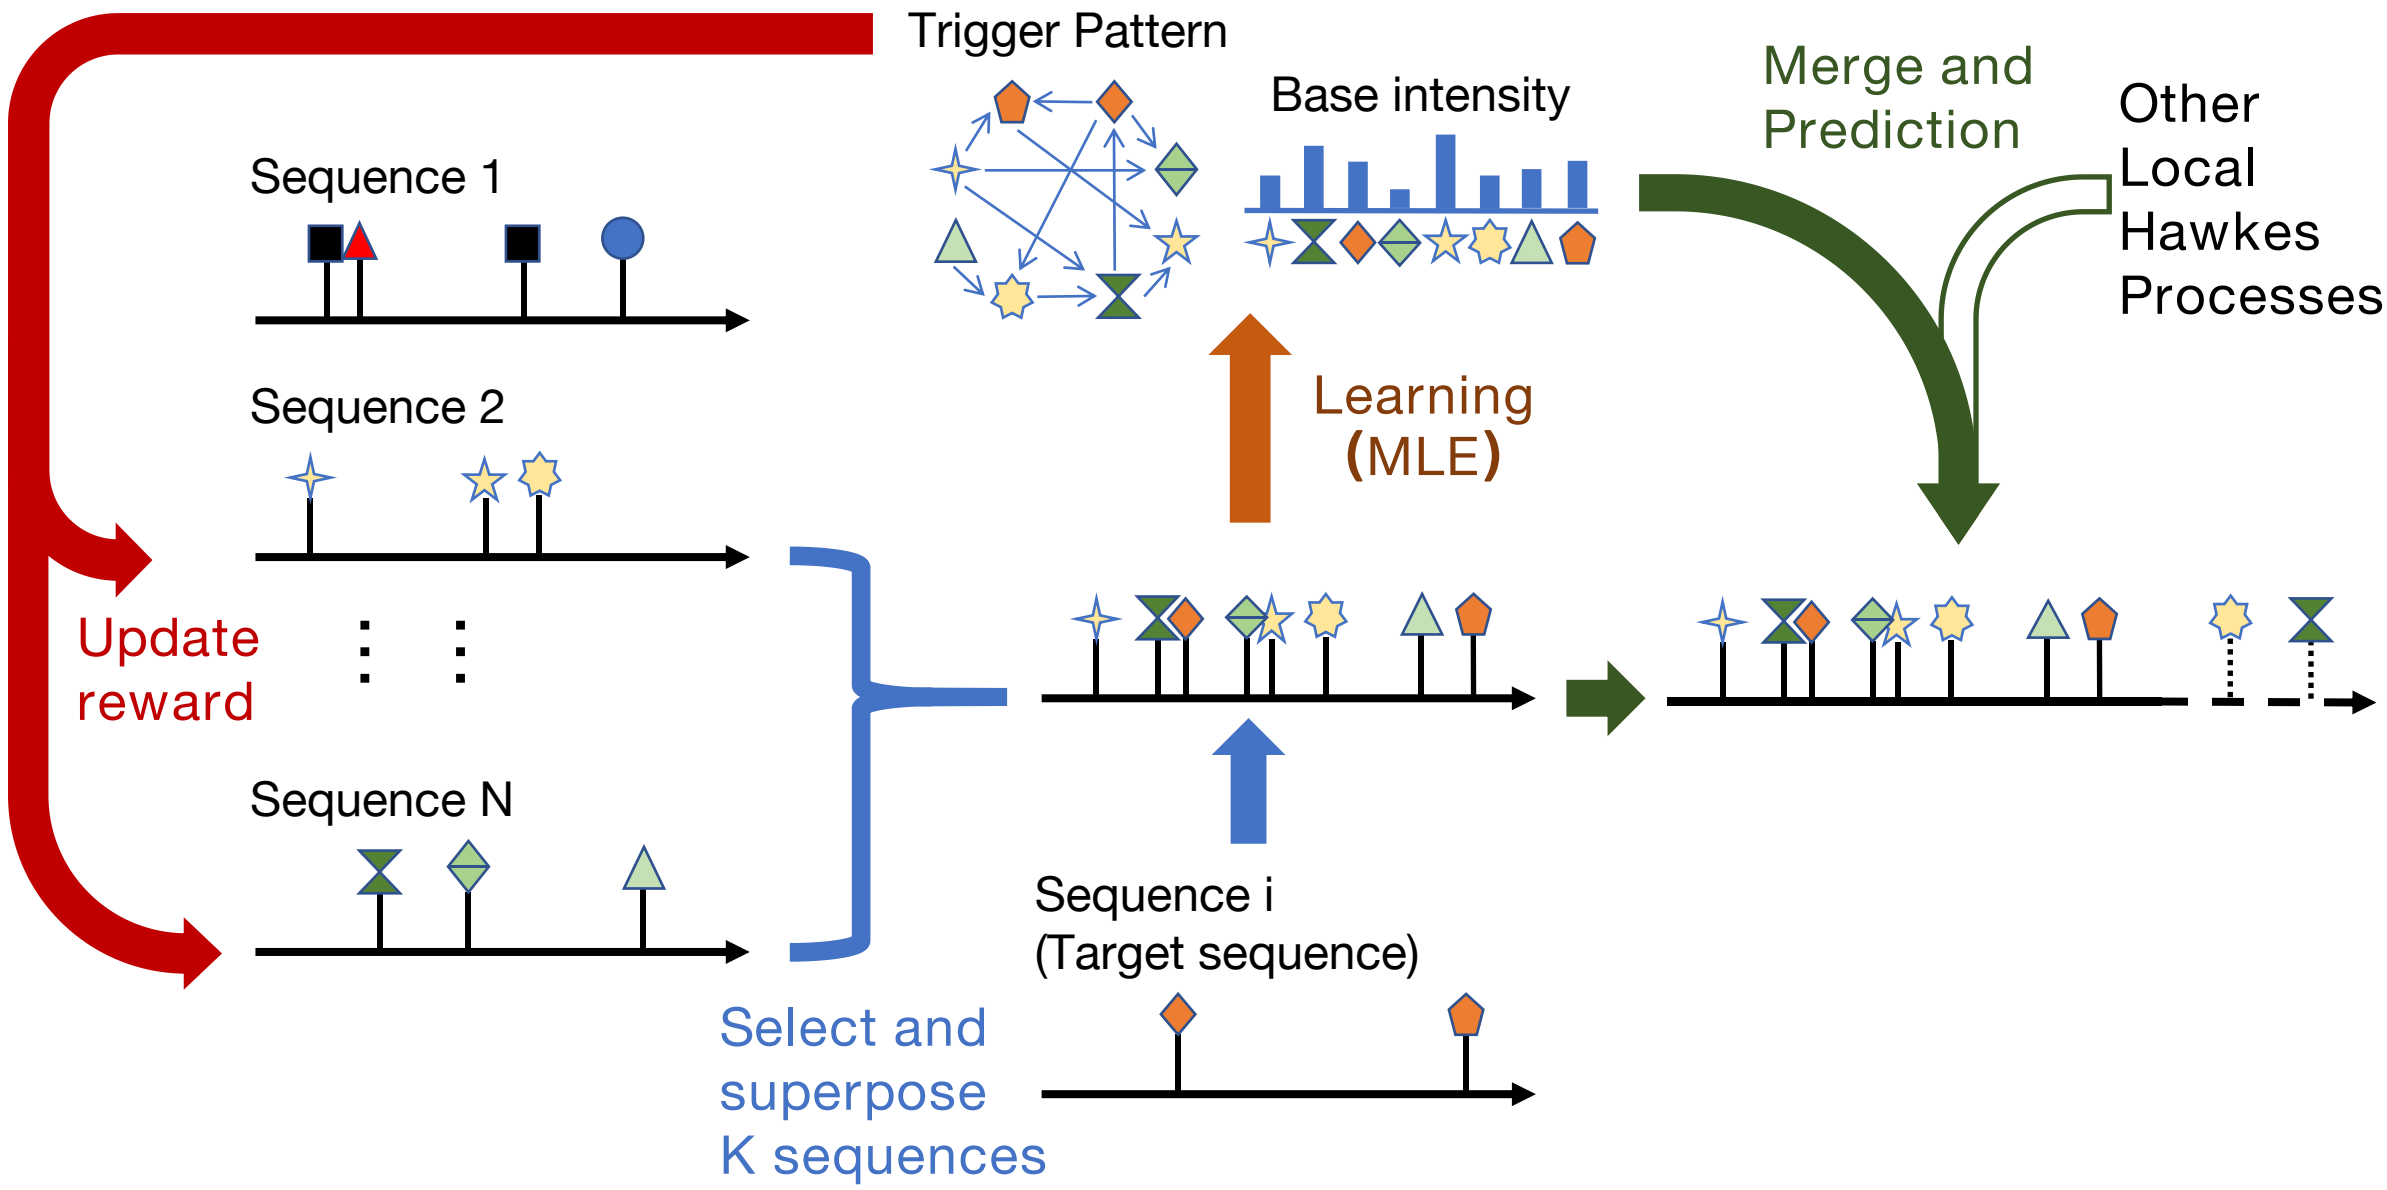 Trigger Pattern
Base intensity
Merge and
Prediction
Other
Local
Hawkes
Processes
Sequence 1
Sequence 2
Learning
(MLE)
Update
reward
Sequence N
Sequence i
(Target sequence)
Select and
superpose
K sequences